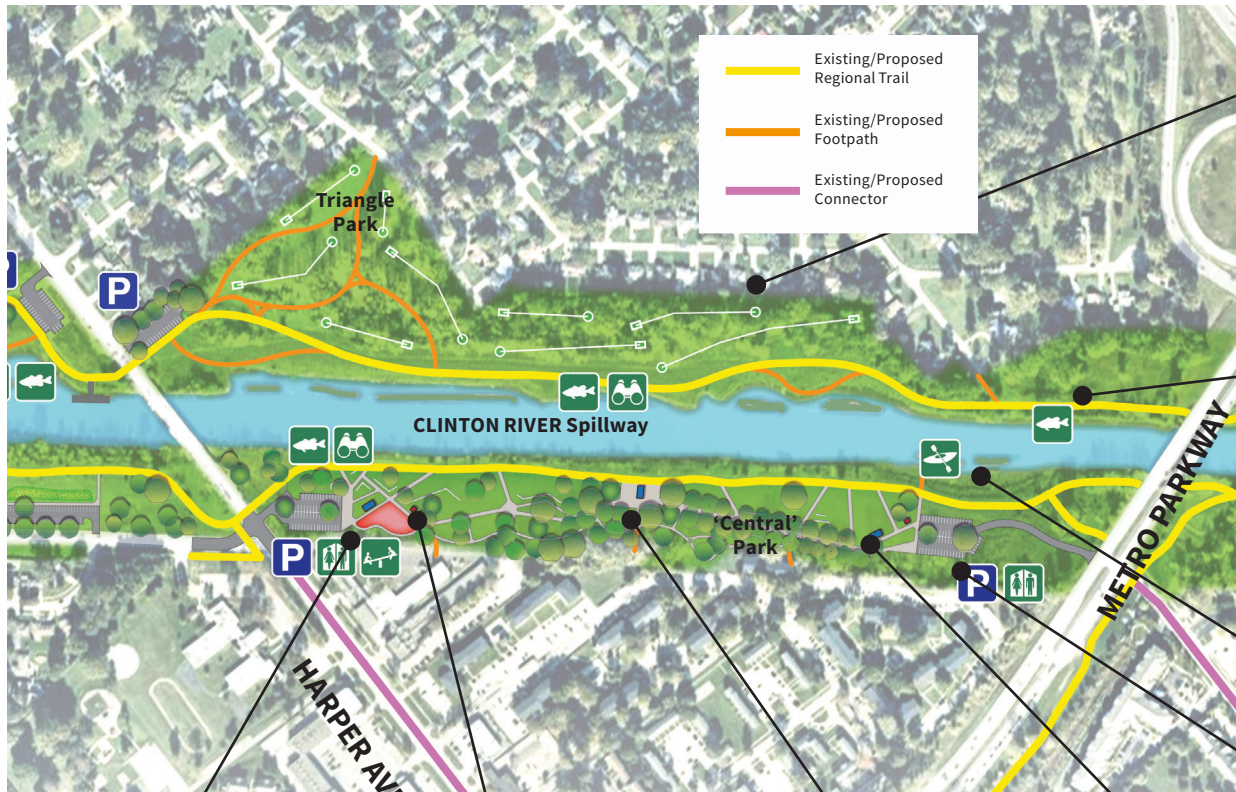 Existing/Proposed
Regional Trail
Existing/Proposed
Footpath
Existing/Proposed
Connector
Triangle
Park
P
CLINTON RIVER Spillway
'Central'
Park
P
P
METRO PARKWAY
HARPER AVE